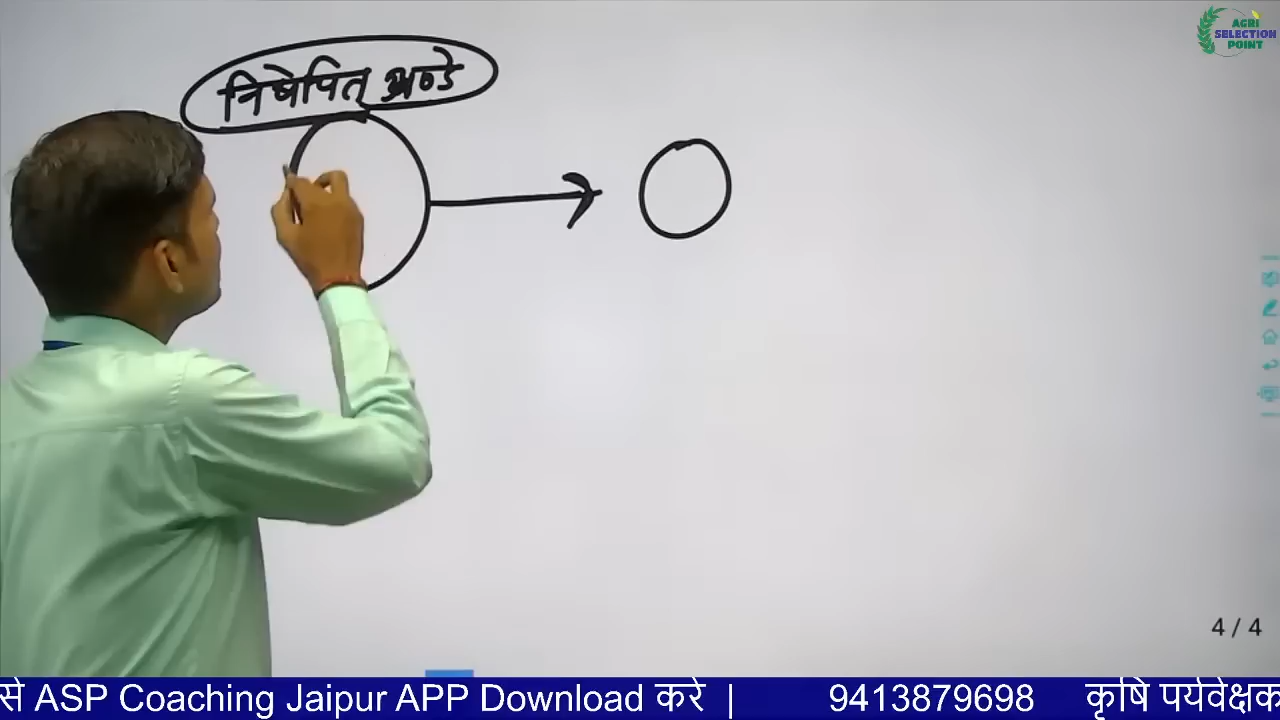 निषेपित् अण्डे
AGRI
SELECTION
POINT
4 / 4
से ASP Coaching Jaipur APP Download करे | 9413879698 कृषि पर्यवेक्षक